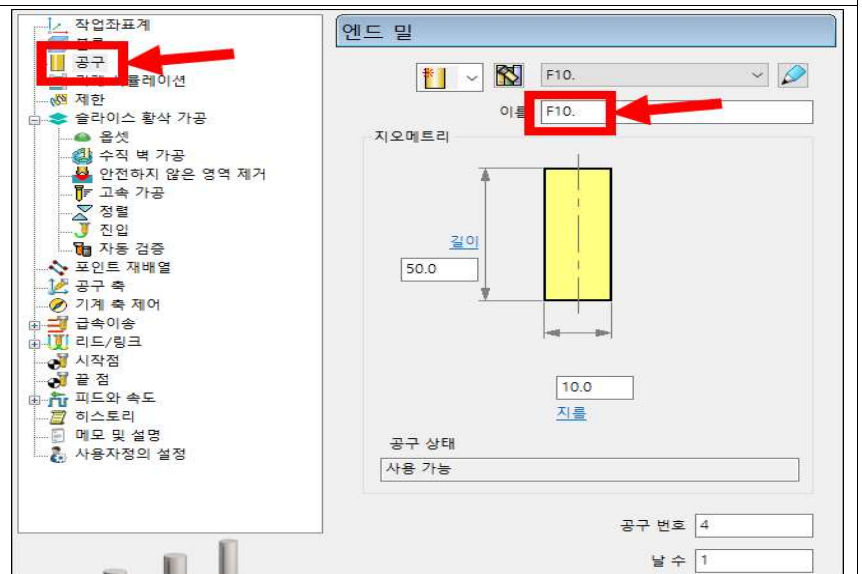 작업좌표계
공구
제한
슬라이스 황삭 가공
옵셋
수직 벽 가공
안전하지 않은 영역 제거
고속 가공
정렬
진입
자동 검증
포인트 재배열
공구 축
기계 축 제어
급속이송
리드/링크
시작점
끝 점
피드와 속도
히스토리
메모 및 설명
사용자정의 설정
엔드 밀
F10.
이름 F10.
지오메트리
길이
50.0
10.0
지름
공구 상태
사용 가능
공구 번호 4
날 수 1